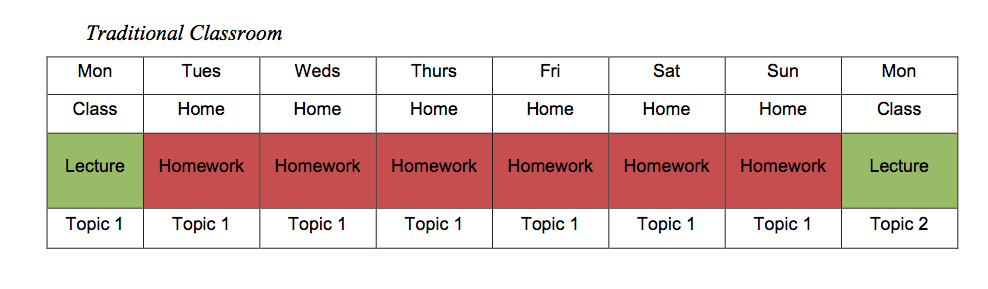 Traditional Classroom
Mon Tues Weds Thurs Fri Sat Sun Mon
Class Home Home Home Home Home Home Class
Lecture Homework Homework Homework Homework Homework Homework Lecture
Topic 1 Topic 1 Topic 1 Topic 1 Topic 1 Topic 1 Topic 1 Topic 2